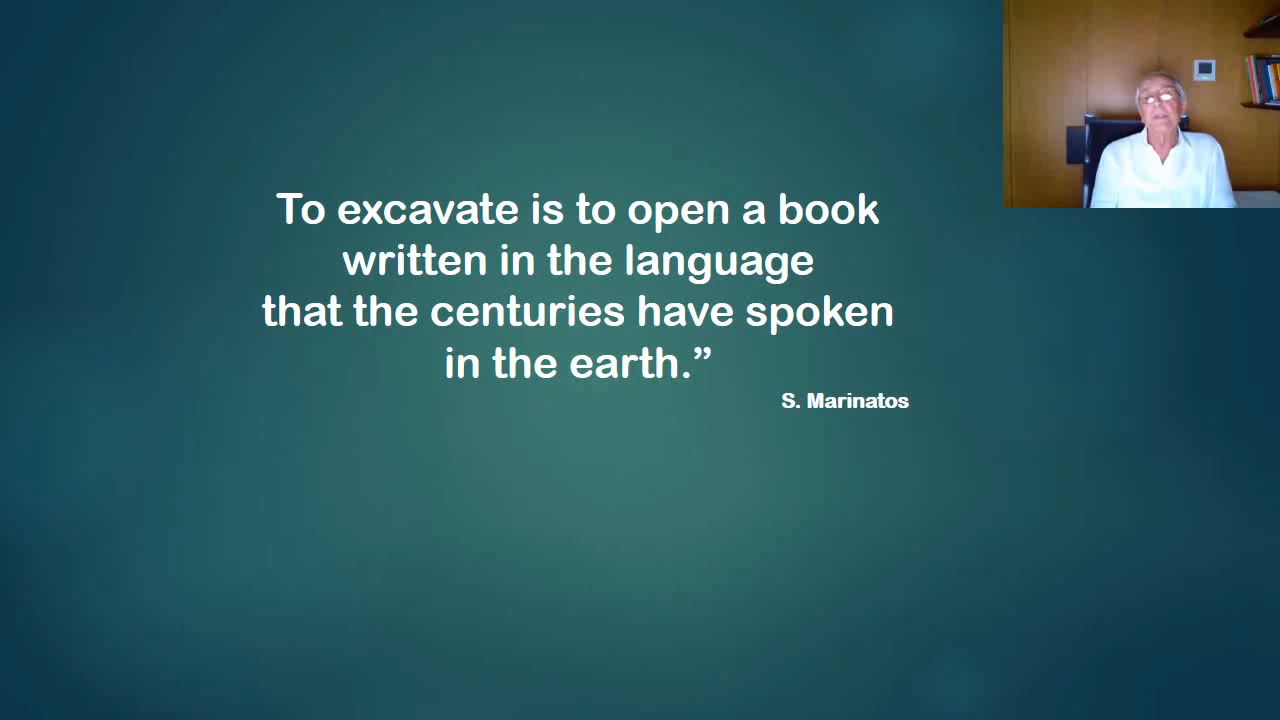 To excavate is to open a book
written in the language
that the centuries have spoken
in the earth.”
S. Marinatos